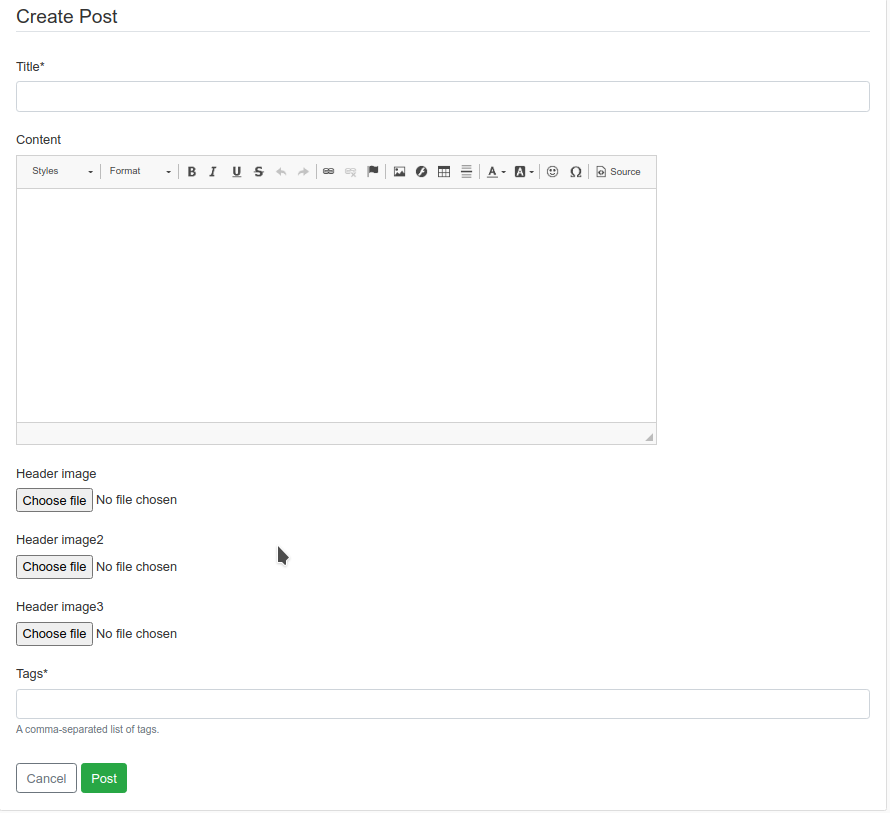 Create Post
Title*
Content
Styles Format B I U S A A Ω Source
Header image
Choose file No file chosen
Header image2
Choose file No file chosen
Header image3
Choose file No file chosen
Tags*
A comma-separated list of tags.
Cancel Post